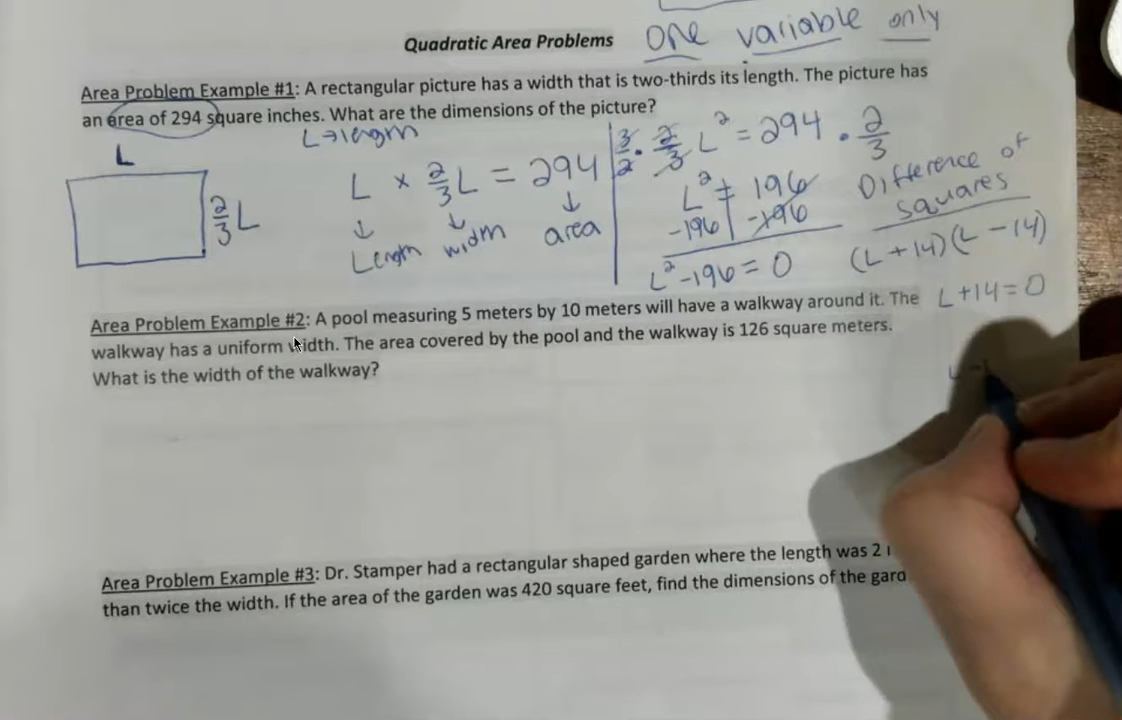 Quadratic Area Problems
one variable only
Area Problem Example #1: A rectangular picture has a width that is two-thirds its length. The picture has
an area of 294 square inches. What are the dimensions of the picture?
L→length
L
2/3 L
L × 2/3 L = 294
Length width area
3/2 · 2/3 L² = 294 · 2/3
L² = 196
-196 -196
L² -196 = 0
Difference of
squares
(L+14)(L-14)
L+14=0
L -
Area Problem Example #2: A pool measuring 5 meters by 10 meters will have a walkway around it. The
walkway has a uniform width. The area covered by the pool and the walkway is 126 square meters.
What is the width of the walkway?
Area Problem Example #3: Dr. Stamper had a rectangular shaped garden where the length was 2
than twice the width. If the area of the garden was 420 square feet, find the dimensions of the gard